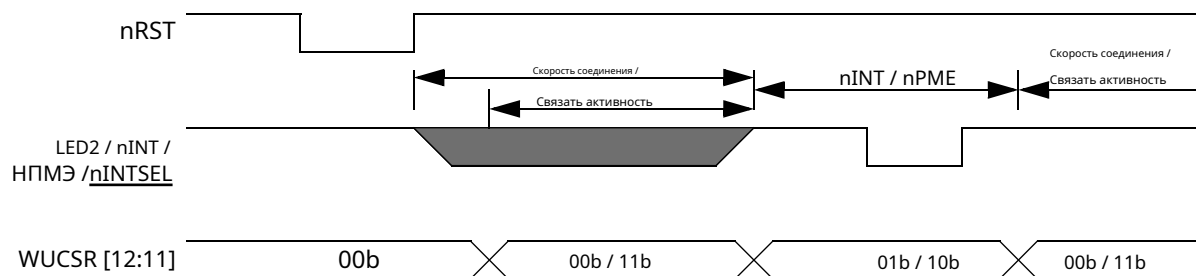 nRST
Скорость соединения /
Скорость соединения /
nINT / nPME
Связать активность
Связать активность
LED2 / nINT /
НПМЭ /nINTSEL
WUCSR [12:11]
00b
00b / 11b
01b / 10b
00b / 11b